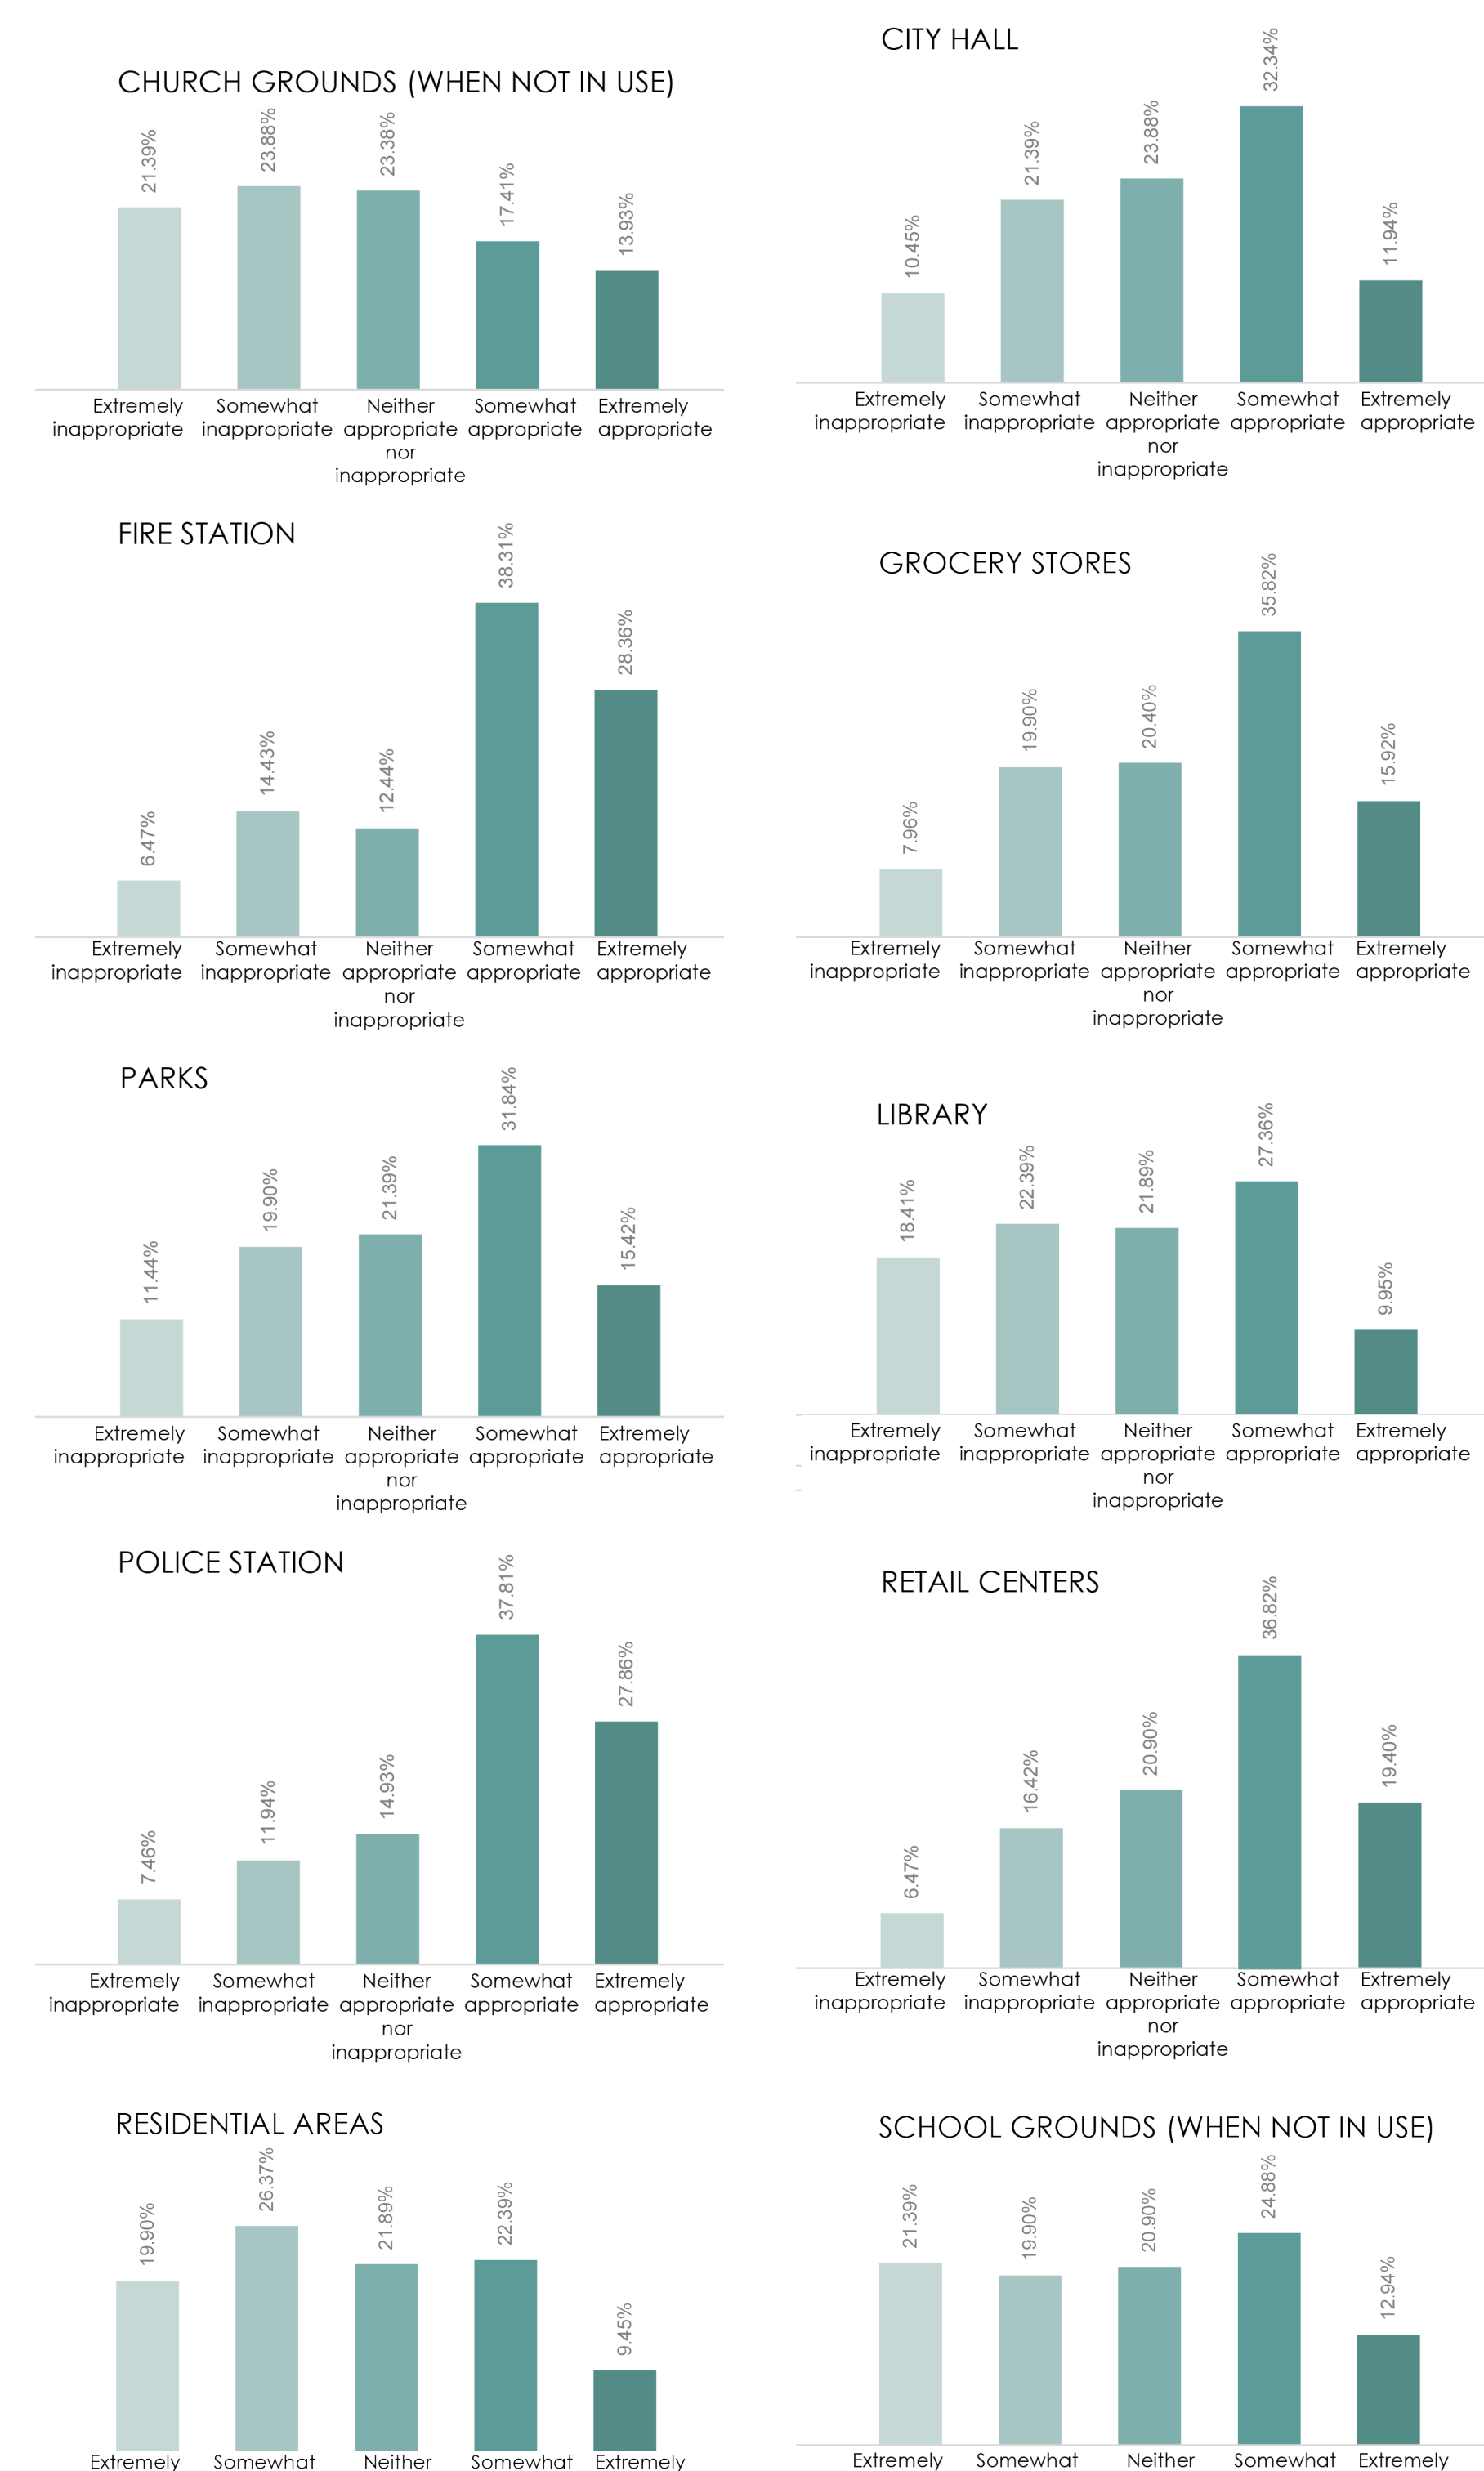 CHURCH GROUNDS (WHEN NOT IN USE)
21.39%
23.88%
23.38%
17.41%
13.93%
Extremely inappropriate
Somewhat inappropriate
Neither appropriate nor inappropriate
Somewhat appropriate
Extremely appropriate
CITY HALL
10.45%
21.39%
23.88%
32.34%
11.94%
Extremely inappropriate
Somewhat inappropriate
Neither appropriate nor inappropriate
Somewhat appropriate
Extremely appropriate
FIRE STATION
6.47%
14.43%
12.44%
38.31%
28.36%
Extremely inappropriate
Somewhat inappropriate
Neither appropriate nor inappropriate
Somewhat appropriate
Extremely appropriate
GROCERY STORES
7.96%
19.90%
20.40%
35.82%
15.92%
Extremely inappropriate
Somewhat inappropriate
Neither appropriate nor inappropriate
Somewhat appropriate
Extremely appropriate
PARKS
11.44%
19.90%
21.39%
31.84%
15.42%
Extremely inappropriate
Somewhat inappropriate
Neither appropriate nor inappropriate
Somewhat appropriate
Extremely appropriate
LIBRARY
18.41%
22.39%
21.89%
27.36%
9.95%
Extremely inappropriate
Somewhat inappropriate
Neither appropriate nor inappropriate
Somewhat appropriate
Extremely appropriate
POLICE STATION
7.46%
11.94%
14.93%
37.81%
27.86%
Extremely inappropriate
Somewhat inappropriate
Neither appropriate nor inappropriate
Somewhat appropriate
Extremely appropriate
RETAIL CENTERS
6.47%
16.42%
20.90%
36.82%
19.40%
Extremely inappropriate
Somewhat inappropriate
Neither appropriate nor inappropriate
Somewhat appropriate
Extremely appropriate
RESIDENTIAL AREAS
19.90%
26.37%
21.89%
22.39%
9.45%
Extremely
Somewhat
Neither
Somewhat
Extremely
SCHOOL GROUNDS (WHEN NOT IN USE)
21.39%
19.90%
20.90%
24.88%
12.94%
Extremely
Somewhat
Neither
Somewhat
Extremely